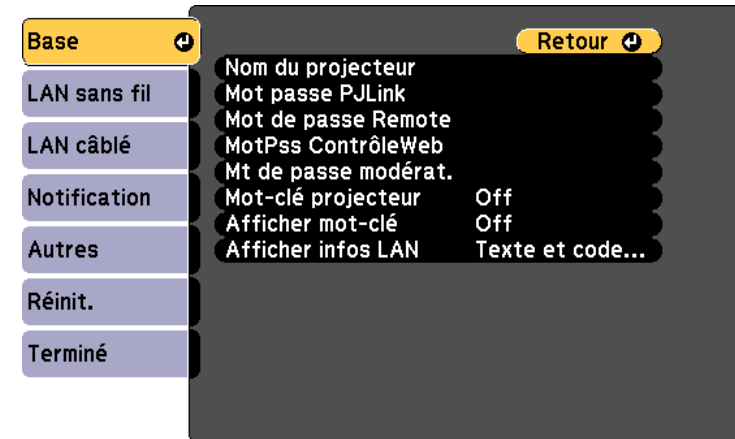 Base
LAN sans fil
LAN câblé
Notification
Autres
Réinit.
Terminé
Retour
Nom du projecteur
Mot passe PJLink
Mot de passe Remote
MotPss ContrôleWeb
Mt de passe modérat.
Mot-clé projecteur Off
Afficher mot-clé Off
Afficher infos LAN Texte et code...